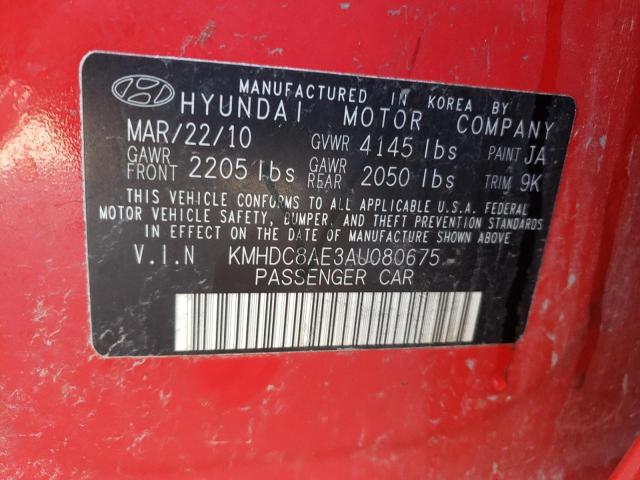 MANUFACTURED IN KOREA BY
HYUNDAI MOTOR COMPANY
MAR/22/10 GVWR 4145 lbs PAINT JA
GAWR FRONT 2205 lbs GAWR REAR 2050 lbs TRIM 9K
THIS VEHICLE CONFORMS TO ALL APPLICABLE U.S.A. FEDERAL
MOTOR VEHICLE SAFETY, BUMPER, AND THEFT PREVENTION STANDARDS
IN EFFECT ON THE DATE OF MANUFACTURE SHOWN ABOVE.
V.I.N KMHDC8AE3AU080675
PASSENGER CAR